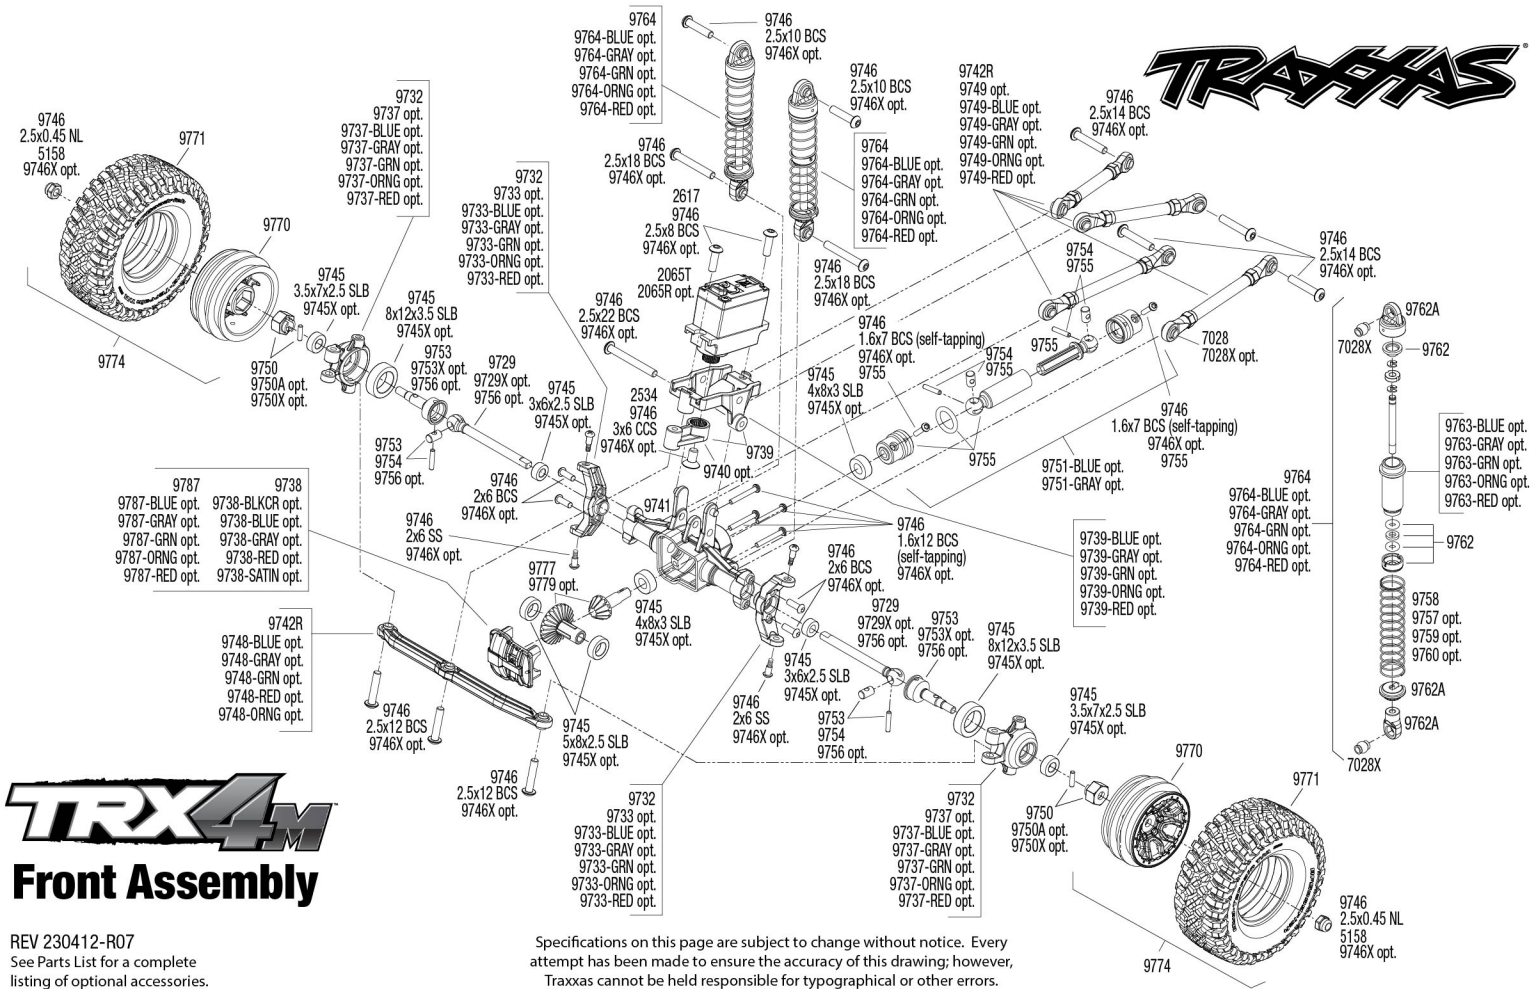 9746
2.5x0.45 NL
5158
9746X opt.
9771
9770
9774
9732
9737 opt.
9737-BLUE opt.
9737-GRAY opt.
9737-GRN opt.
9737-ORNG opt.
9737-RED opt.
9745
3.5x7x2.5 SLB
9745X opt.
9750
9750A opt.
9750X opt.
9745
8x12x3.5 SLB
9745X opt.
9753
9753X opt.
9756 opt.
9729
9729X opt.
9756 opt.
9753
9754
9756 opt.
9732
9733 opt.
9733-BLUE opt.
9733-GRAY opt.
9733-GRN opt.
9733-ORNG opt.
9733-RED opt.
9745
3x6x2.5 SLB
9745X opt.
9764
9764-BLUE opt.
9764-GRAY opt.
9764-GRN opt.
9764-ORNG opt.
9764-RED opt.
9746
2.5x10 BCS
9746X opt.
9746
2.5x10 BCS
9746X opt.
9746
2.5x18 BCS
9746X opt.
2617
9746
2.5x8 BCS
9746X opt.
2065T
2065R opt.
9746
2.5x22 BCS
9746X opt.
2534
9746
3x6 CCS
9746X opt.
9739
9740 opt.
9764
9764-BLUE opt.
9764-GRAY opt.
9764-GRN opt.
9764-ORNG opt.
9764-RED opt.
9746
2.5x18 BCS
9746X opt.
9742R
9749 opt.
9749-BLUE opt.
9749-GRAY opt.
9749-GRN opt.
9749-ORNG opt.
9749-RED opt.
9746
2.5x14 BCS
9746X opt.
TRAXXAS
9746
2.5x14 BCS
9746X opt.
9754
9755
9755
9746
1.6x7 BCS (self-tapping)
9746X opt.
9755
9754
9755
9745
4x8x3 SLB
9745X opt.
9755
7028
7028X opt.
9746
1.6x7 BCS (self-tapping)
9746X opt.
9755
9751-BLUE opt.
9751-GRAY opt.
9762A
7028X
9762
9763-BLUE opt.
9763-GRAY opt.
9763-GRN opt.
9763-ORNG opt.
9763-RED opt.
9764
9764-BLUE opt.
9764-GRAY opt.
9764-GRN opt.
9764-ORNG opt.
9764-RED opt.
9762
9758
9757 opt.
9759 opt.
9760 opt.
9762A
9762A
7028X
9787
9787-BLUE opt.
9787-GRAY opt.
9787-GRN opt.
9787-ORNG opt.
9787-RED opt.
9738
9738-BLKCR opt.
9738-BLUE opt.
9738-GRAY opt.
9738-RED opt.
9738-SATIN opt.
9746
2x6 BCS
9746X opt.
9746
2x6 SS
9746X opt.
9741
9746
1.6x12 BCS
(self-tapping)
9746X opt.
9777
9779 opt.
9745
4x8x3 SLB
9745X opt.
9746
2x6 BCS
9746X opt.
9739-BLUE opt.
9739-GRAY opt.
9739-GRN opt.
9739-ORNG opt.
9739-RED opt.
9742R
9748-BLUE opt.
9748-GRAY opt.
9748-GRN opt.
9748-RED opt.
9748-ORNG opt.
9746
2.5x12 BCS
9746X opt.
9745
5x8x2.5 SLB
9745X opt.
9746
2.5x12 BCS
9746X opt.
9729
9729X opt.
9756 opt.
9753
9753X opt.
9756 opt.
9745
8x12x3.5 SLB
9745X opt.
9745
3x6x2.5 SLB
9745X opt.
9746
2x6 SS
9746X opt.
9753
9754
9756 opt.
9745
3.5x7x2.5 SLB
9745X opt.
9732
9733 opt.
9733-BLUE opt.
9733-GRAY opt.
9733-GRN opt.
9733-ORNG opt.
9733-RED opt.
9732
9737 opt.
9737-BLUE opt.
9737-GRAY opt.
9737-GRN opt.
9737-ORNG opt.
9737-RED opt.
9750
9750A opt.
9750X opt.
9770
9771
9774
9746
2.5x0.45 NL
5158
9746X opt.
TRX4M
Front Assembly
REV 230412-R07
See Parts List for a complete
listing of optional accessories.
Specifications on this page are subject to change without notice. Every
attempt has been made to ensure the accuracy of this drawing; however,
Traxxas cannot be held responsible for typographical or other errors.